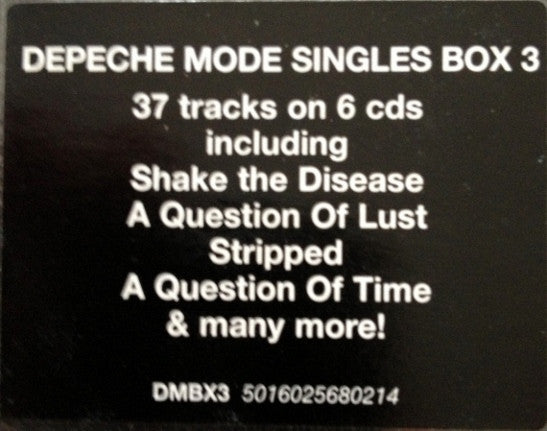 DEPECHE MODE SINGLES BOX 3
37 tracks on 6 cds
including
Shake the Disease
A Question Of Lust
Stripped
A Question Of Time
& many more!
DMBX3 5016025680214